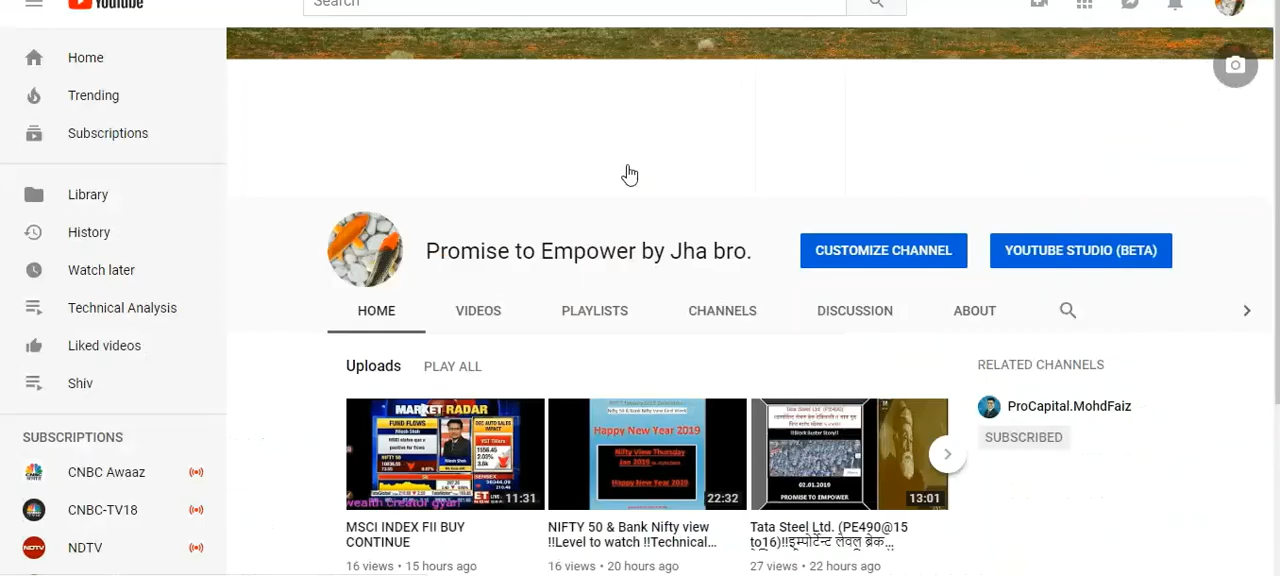 YouTube
Search
Home
Trending
Subscriptions
Library
History
Watch later
Technical Analysis
Liked videos
Shiv
SUBSCRIPTIONS
CNBC Awaaz
CNBC-TV18
NDTV
Promise to Empower by Jha bro.
CUSTOMIZE CHANNEL
YOUTUBE STUDIO (BETA)
HOME
VIDEOS
PLAYLISTS
CHANNELS
DISCUSSION
ABOUT
Uploads PLAY ALL
MARKET RADAR
FUND FLOWS
11:31
MSCI INDEX FII BUY
CONTINUE
16 views • 15 hours ago
Happy New Year 2019
Nifty View Thursday
Jan 2019
Happy New Year 2019
22:32
NIFTY 50 & Bank Nifty view
!!Level to watch !!Technical...
16 views • 20 hours ago
02.01.2019
PROMISE TO EMPOWER
13:01
Tata Steel Ltd. (PE490@15
to16)!!इम्पोर्टेन्ट लेवल ब्रेक...
27 views • 22 hours ago
RELATED CHANNELS
ProCapital.MohdFaiz
SUBSCRIBED